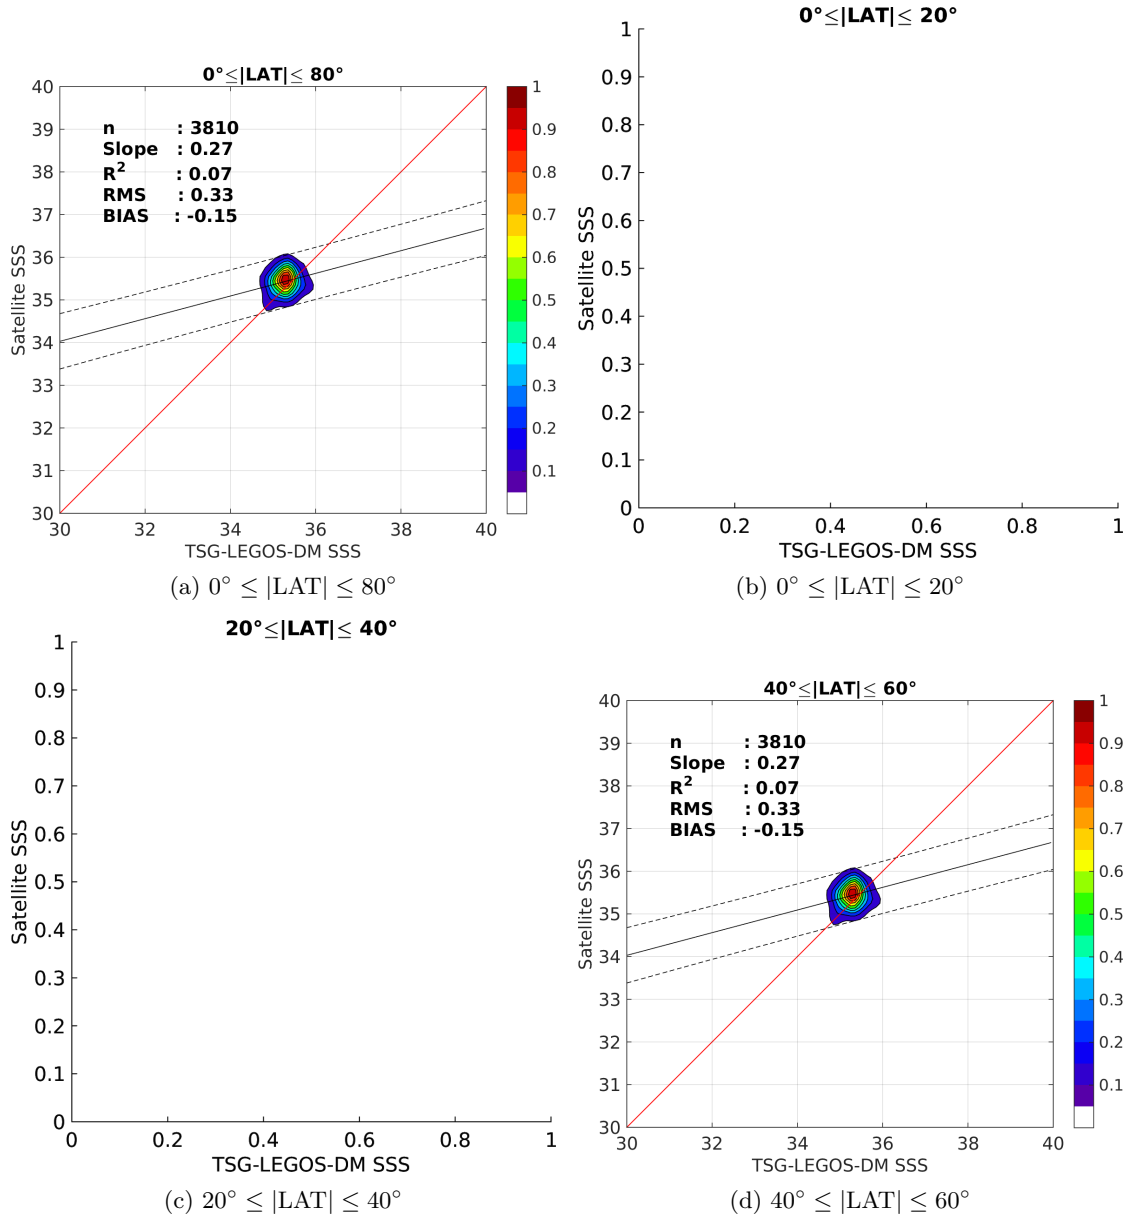 0°≤|LAT|≤ 80°
40
39
38
37
36
35
34
33
32
31
30
30 32 34 36 38 40
n : 3810
Slope : 0.27
R² : 0.07
RMS : 0.33
BIAS : -0.15
1
0.9
0.8
0.7
0.6
0.5
0.4
0.3
0.2
0.1
Satellite SSS
TSG-LEGOS-DM SSS
(a) 0° ≤ |LAT| ≤ 80°
0°≤|LAT|≤ 20°
1
0.9
0.8
0.7
0.6
0.5
0.4
0.3
0.2
0.1
0
0 0.2 0.4 0.6 0.8 1
Satellite SSS
TSG-LEGOS-DM SSS
(b) 0° ≤ |LAT| ≤ 20°
20°≤|LAT|≤ 40°
1
0.9
0.8
0.7
0.6
0.5
0.4
0.3
0.2
0.1
0
0 0.2 0.4 0.6 0.8 1
Satellite SSS
TSG-LEGOS-DM SSS
(c) 20° ≤ |LAT| ≤ 40°
40°≤|LAT|≤ 60°
40
39
38
37
36
35
34
33
32
31
30
30 32 34 36 38 40
n : 3810
Slope : 0.27
R² : 0.07
RMS : 0.33
BIAS : -0.15
1
0.9
0.8
0.7
0.6
0.5
0.4
0.3
0.2
0.1
Satellite SSS
TSG-LEGOS-DM SSS
(d) 40° ≤ |LAT| ≤ 60°